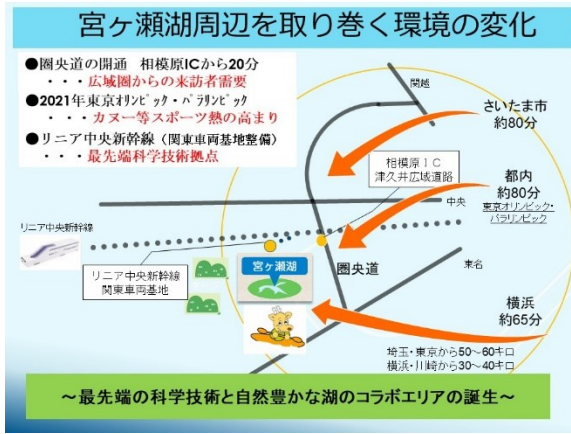 宮ヶ瀬湖周辺を取り巻く環境の変化
●圏央道の開通 相模原ICから20分
・・・広域圏からの来訪者需要
●2021年東京ｵﾘﾝﾋﾟｯｸ・ﾊﾟﾗﾘﾝﾋﾟｯｸ
・・・カヌー等スポーツ熱の高まり
●リニア中央新幹線（関東車両基地整備）
・・・最先端科学技術拠点
関越
さいたま市
約80分
相模原ＩＣ
津久井広域道路
都内
約80分
東京オリンピック・
パラリンピック
中央
リニア中央新幹線
リニア中央新幹線
関東車両基地
宮ヶ瀬湖
圏央道
東名
横浜
約65分
埼玉・東京から50～60キロ
横浜・川崎から30～40キロ
～最先端の科学技術と自然豊かな湖のコラボエリアの誕生～